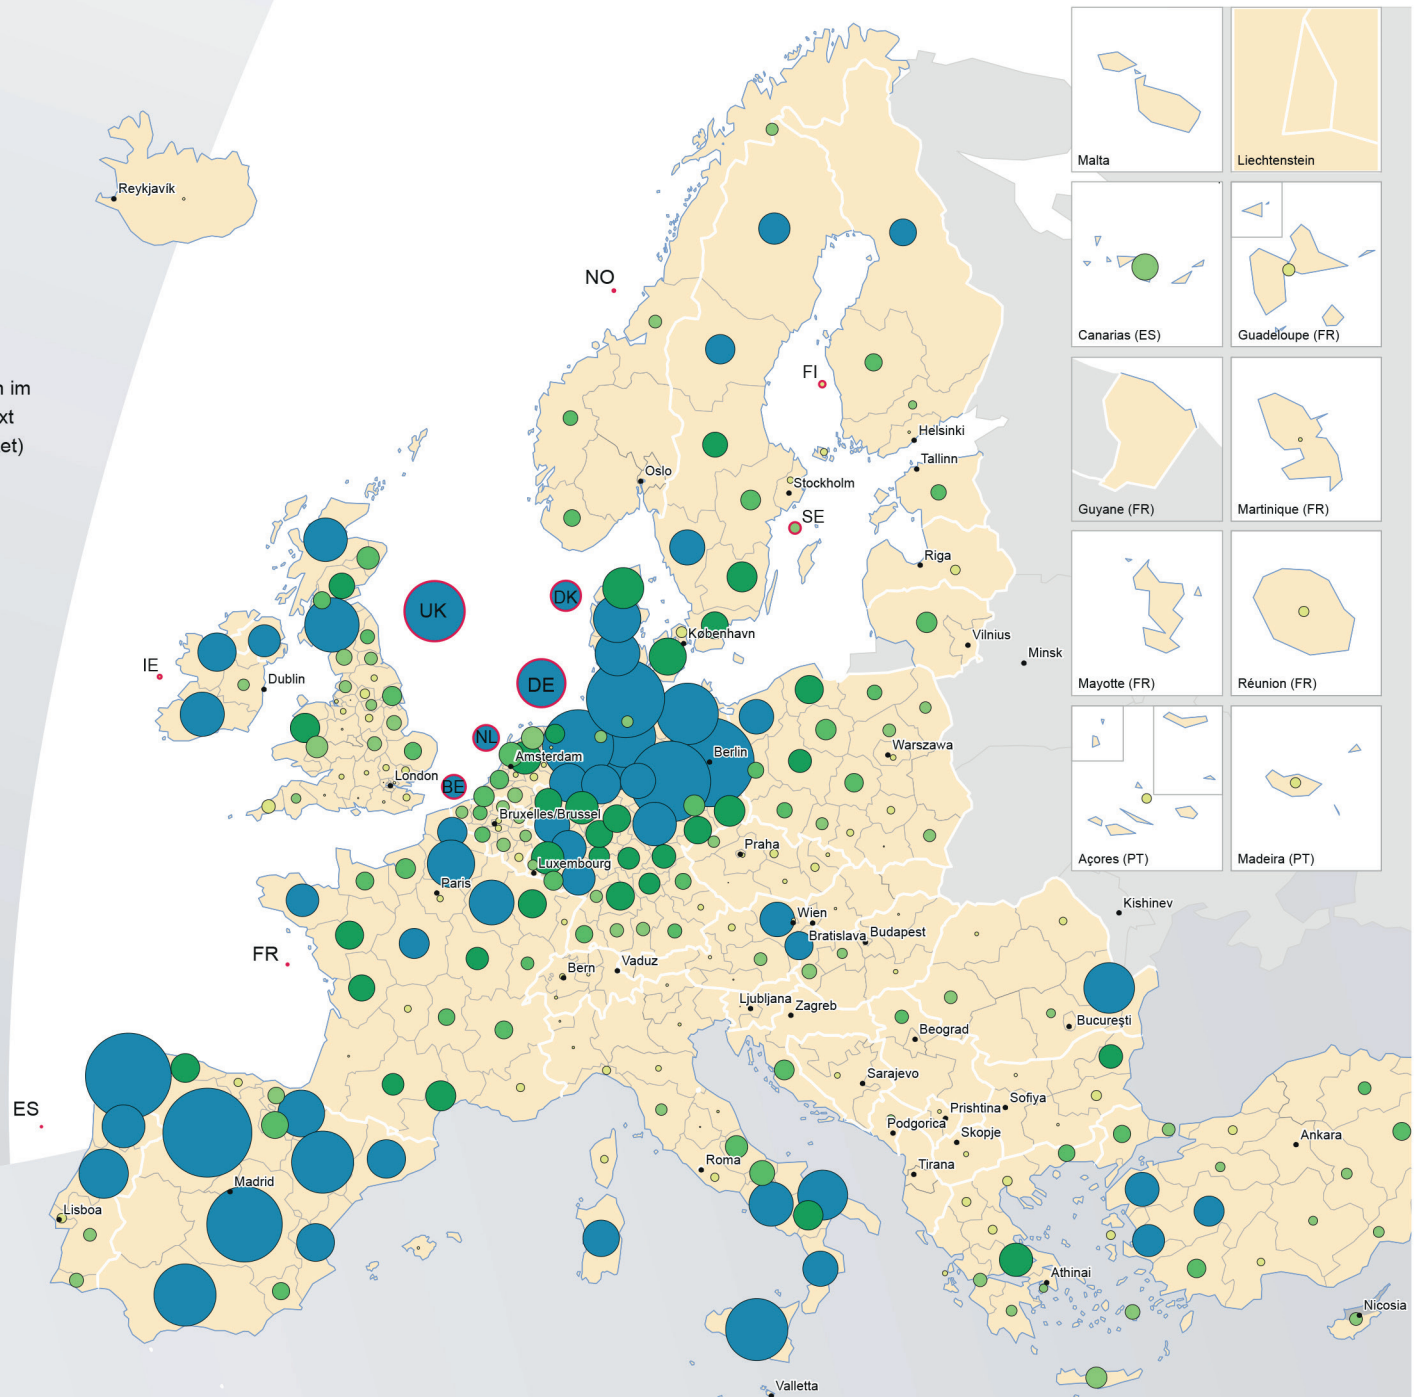 Malta
Liechtenstein
Reykjavík
NO
Canarias (ES)
Guadeloupe (FR)
FI
im
Helsinki
et)
Tallinn
Oslo
Stockholm
SE
Guyane (FR)
Martinique (FR)
Riga
DK
UK
København
Vilnius
Minsk
IE
Dublin
DE
Mayotte (FR)
Réunion (FR)
NL
Amsterdam
Berlin
Warszawa
London
BE
Bruxelles/Brussel
Praha
Luxembourg
Açores (PT)
Madeira (PT)
Paris
Kishinev
Wien
Bratislava
Budapest
FR
Bern
Vaduz
Ljubljana
Zagreb
Bucureşti
Beograd
Sarajevo
ES
Prishtina
Sofiya
Podgorica
Skopje
Ankara
Roma
Tirana
Madrid
Lisboa
Athinai
Nicosia
Valletta